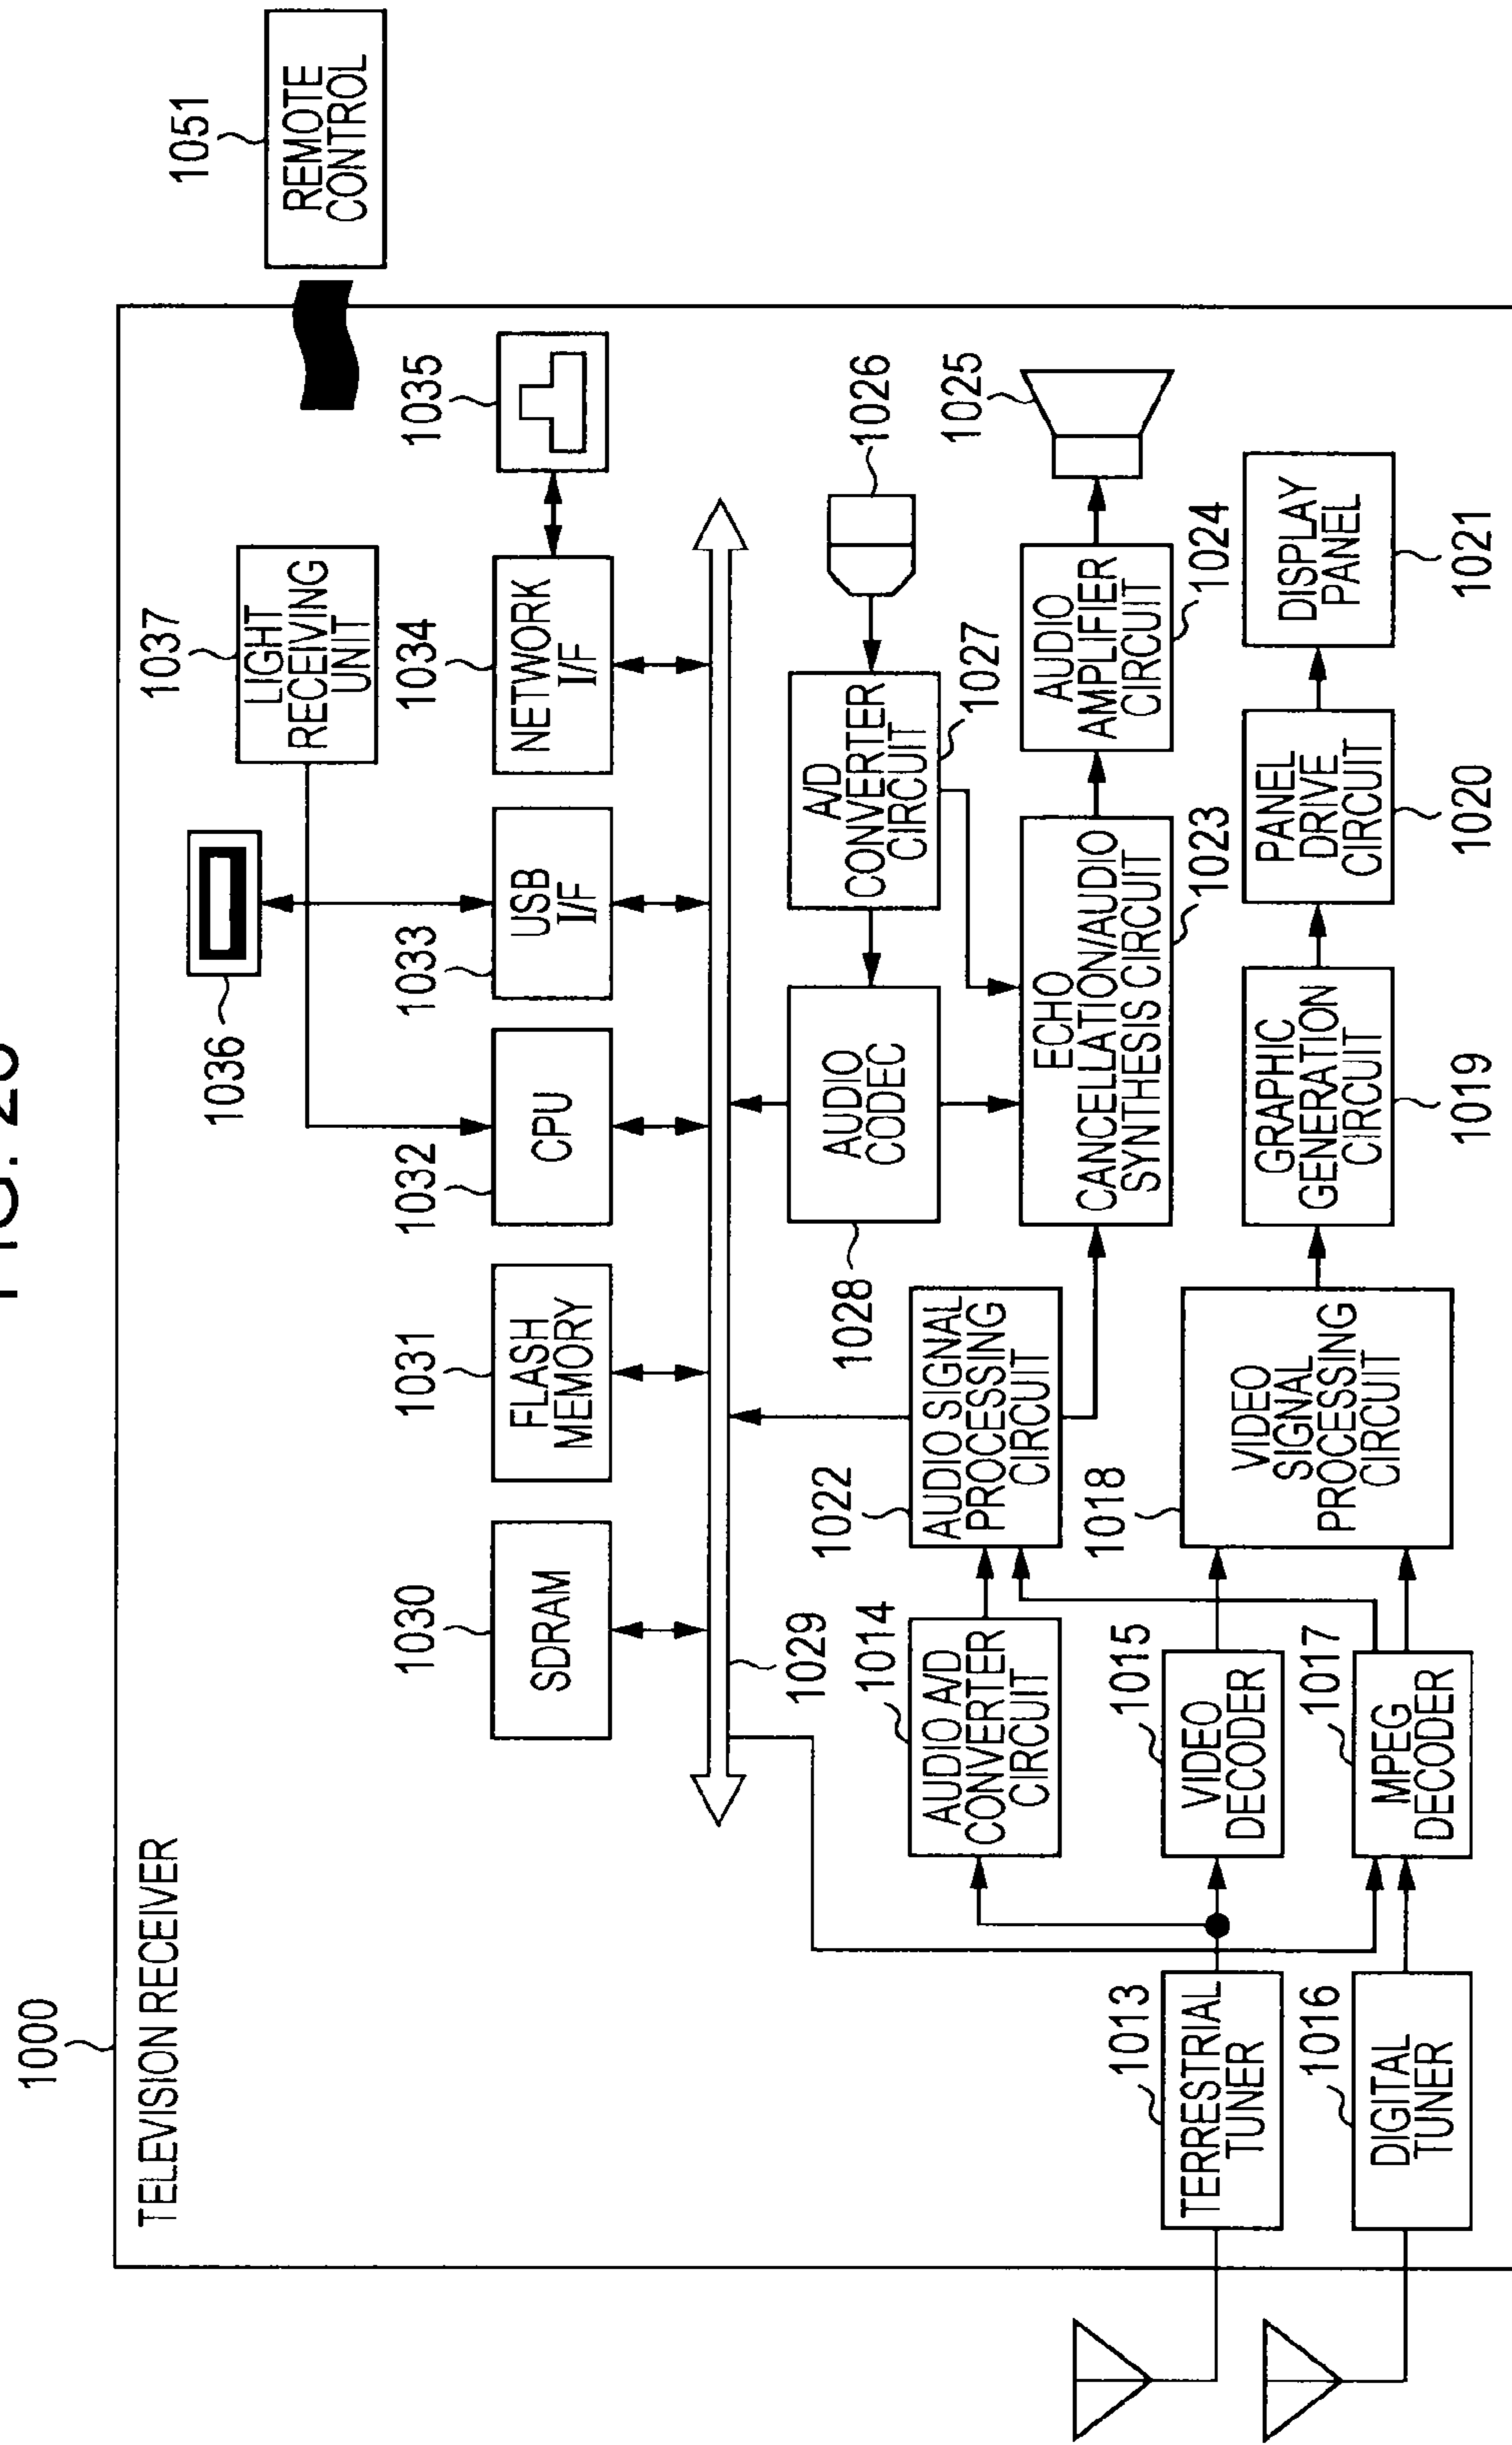 1000
TELEVISION RECEIVER
1051
REMOTE
CONTROL
1036
1037
LIGHT
RECEIVING
UNIT
1035
1030
SDRAM
1031
FLASH
MEMORY
1032
CPU
1033
USB
I/F
1034
NETWORK
I/F
1029
1026
1014
AUDIO A/D
CONVERTER
CIRCUIT
1022
AUDIO SIGNAL
PROCESSING
CIRCUIT
1028
AUDIO
CODEC
A/D
CONVERTER
CIRCUIT
1027
ECHO
CANCELLATION/AUDIO
SYNTHESIS CIRCUIT
1023
AUDIO
AMPLIFIER
CIRCUIT
1024
1025
1013
TERRESTRIAL
TUNER
1015
VIDEO
DECODER
1018
VIDEO
SIGNAL
PROCESSING
CIRCUIT
GRAPHIC
GENERATION
CIRCUIT
1019
PANEL
DRIVE
CIRCUIT
1020
DISPLAY
PANEL
1021
1016
DIGITAL
TUNER
1017
MPEG
DECODER